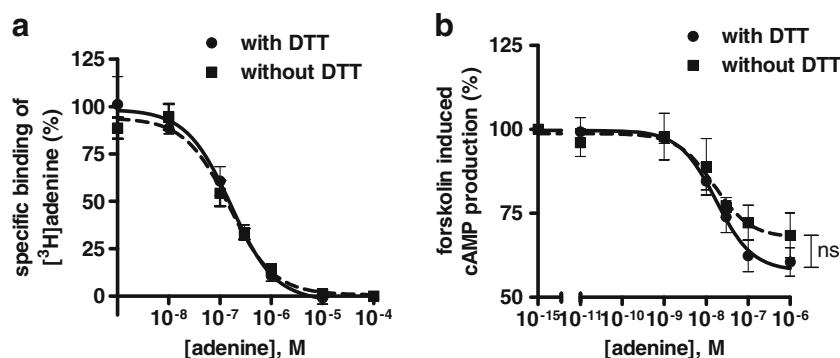 a
with DTT
without DTT
specific binding of
[³H]adenine (%)
125
100
75
50
25
0
10⁻⁸ 10⁻⁷ 10⁻⁶ 10⁻⁵ 10⁻⁴
[adenine], M
b
with DTT
without DTT
forskolin induced
cAMP production (%)
125
100
75
50
ns
10⁻¹⁵ 10⁻¹¹ 10⁻¹⁰ 10⁻⁹ 10⁻⁸ 10⁻⁷ 10⁻⁶
[adenine], M